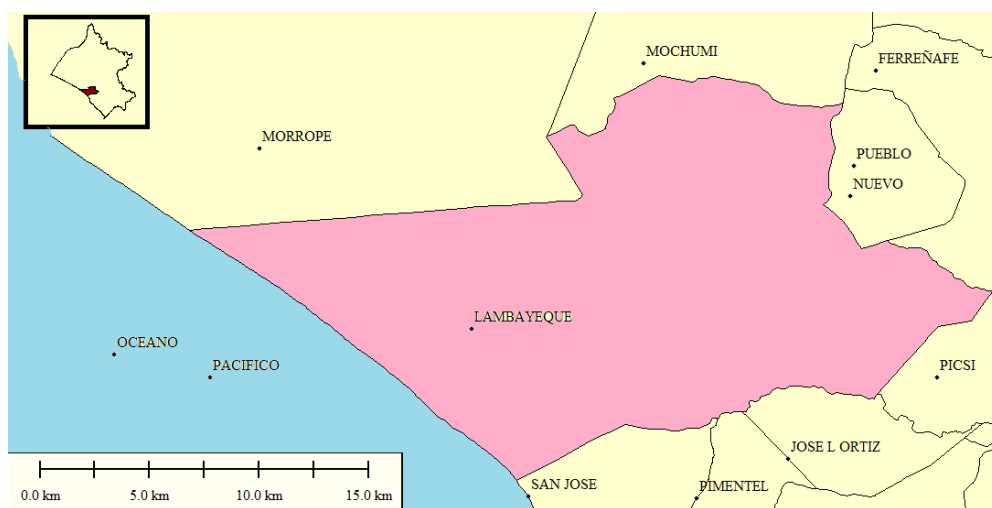 MOCHUMI
FERREÑAFE
MORROPE
PUEBLO
NUEVO
LAMBAYEQUE
OCEANO
PACIFICO
PICSI
JOSE L ORTIZ
SAN JOSE
PIMENTEL
0.0 km 5.0 km 10.0 km 15.0 km